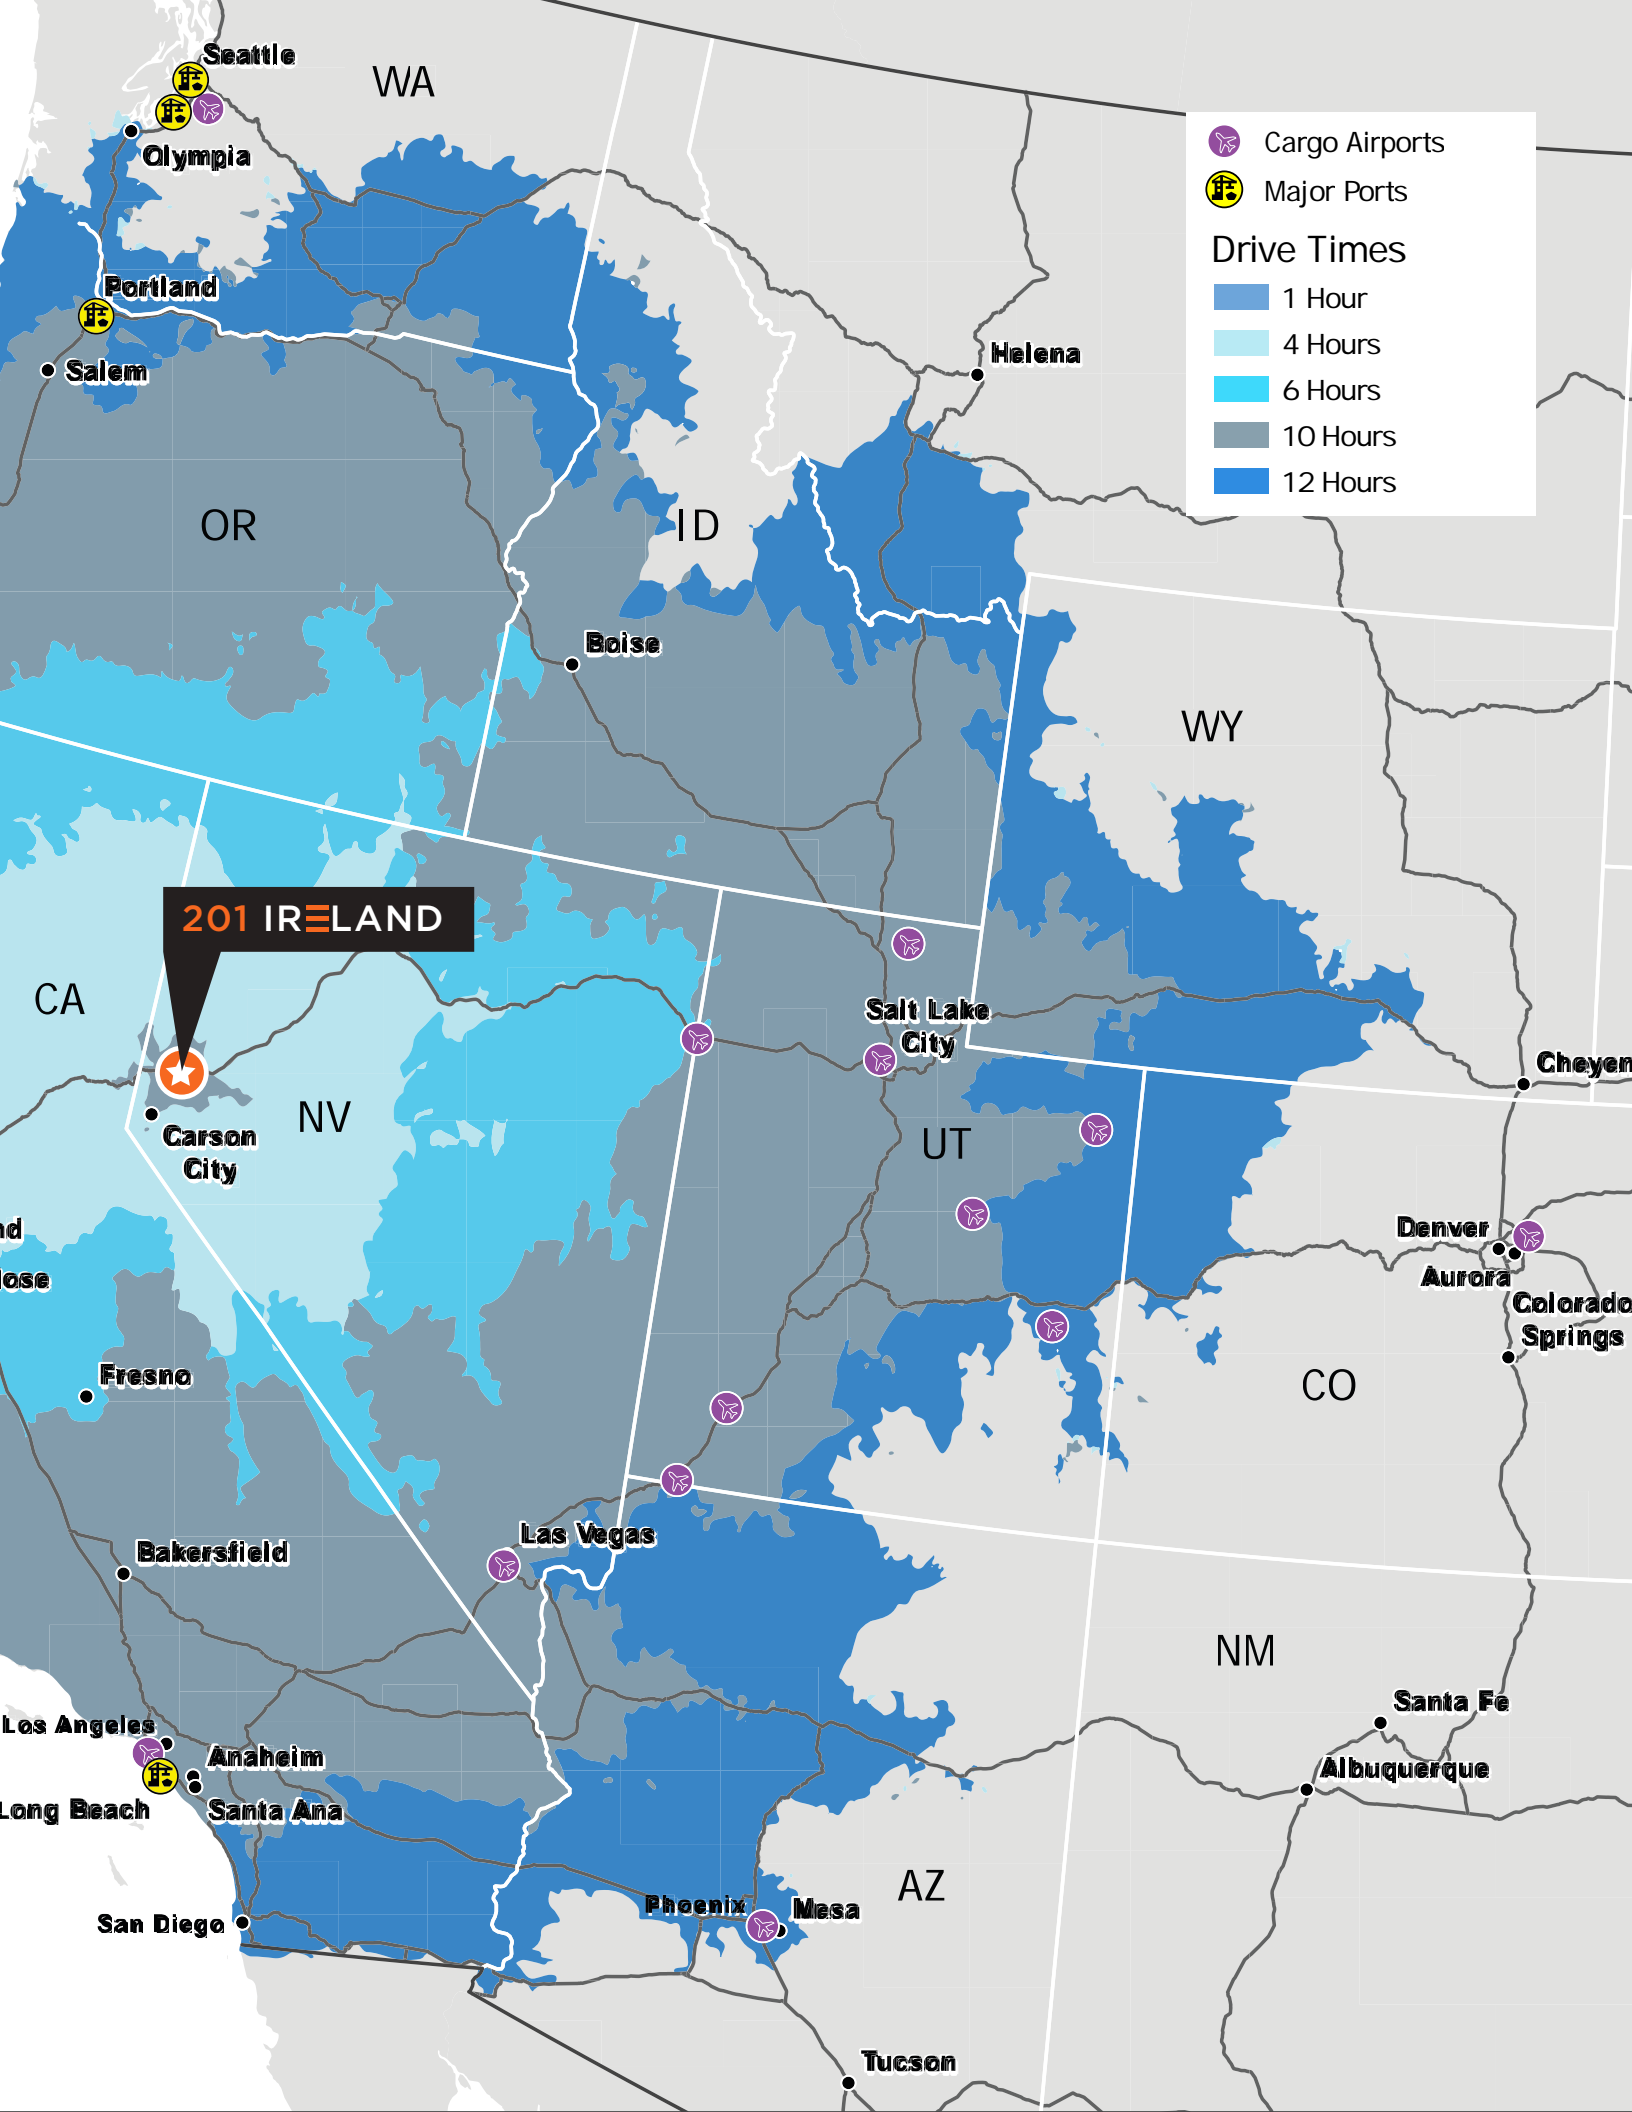 Seattle
WA
Cargo Airports
Olympia
Major Ports
Drive Times
Portland
1 Hour
4 Hours
Helena
Salem
6 Hours
10 Hours
12 Hours
OR
ID
Boise
WY
201 IRELAND
CA
Salt Lake
City
Cheyen
NV
Carson
City
UT
nd
Denver
ose
Aurora
Colorado
Springs
Fresno
CO
Las Vegas
Bakersfield
NM
Santa Fe
Los Angeles
Anaheim
Albuquerque
Long Beach
Santa Ana
AZ
Phoenix
Mesa
San Diego
Tucson